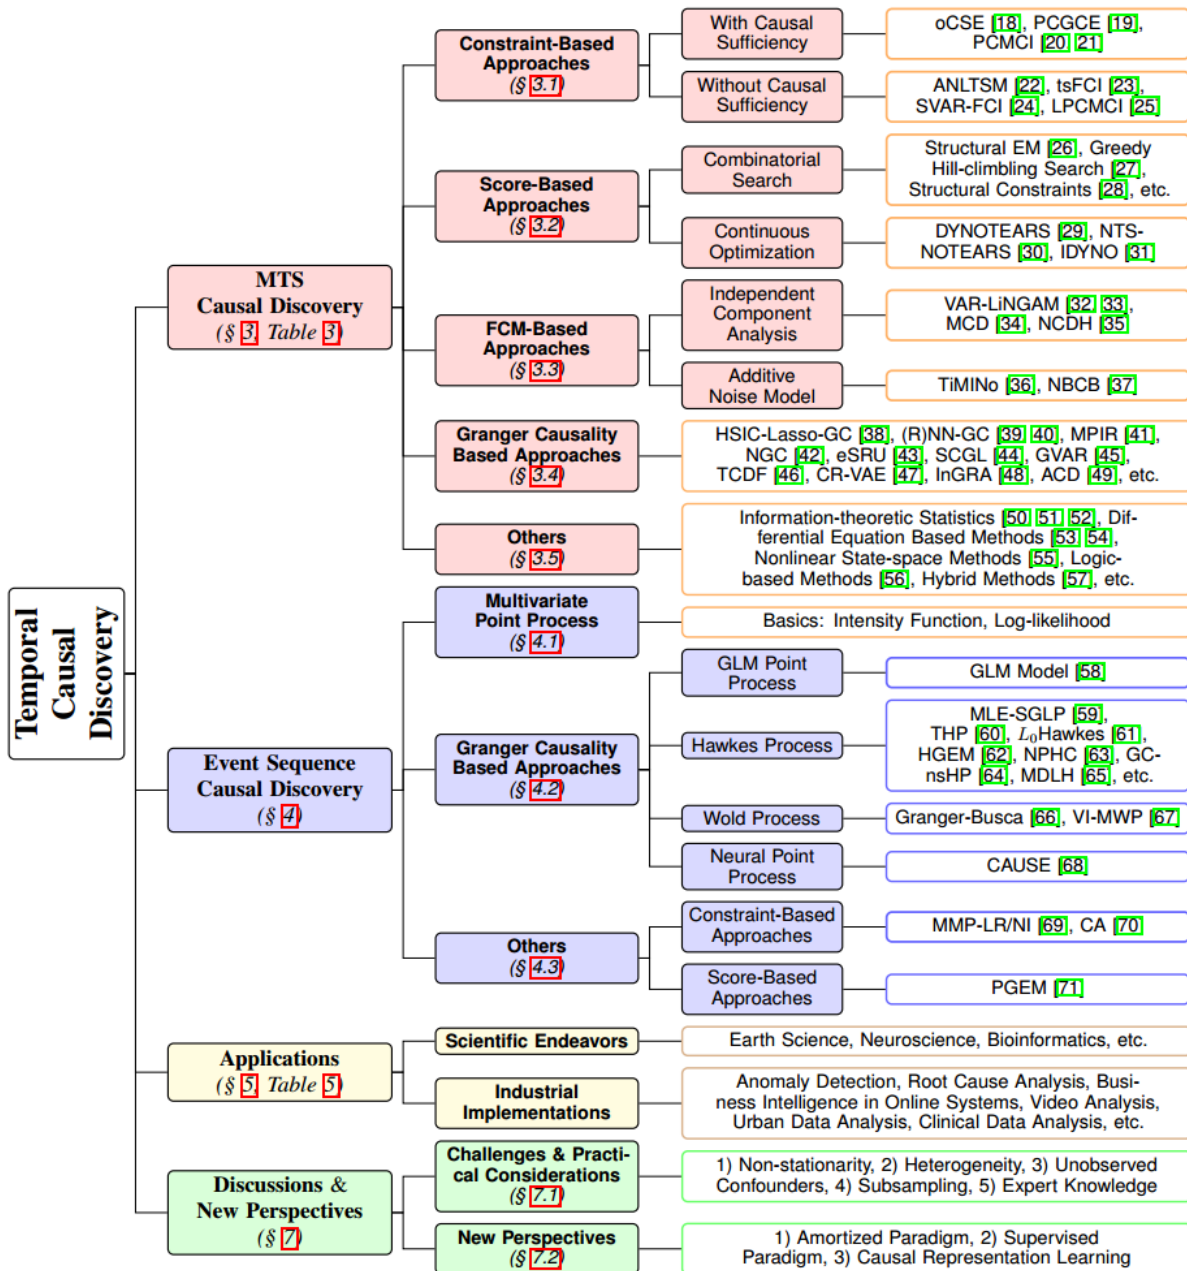 Temporal
Causal
Discovery
MTS
Causal Discovery
(§ 3, Table 3)
Constraint-Based
Approaches
(§ 3.1)
With Causal
Sufficiency
oCSE [18], PCGCE [19],
PCMCI [20] [21]
Without Causal
Sufficiency
ANLTSM [22], tsFCI [23],
SVAR-FCI [24], LPCMCI [25]
Score-Based
Approaches
(§ 3.2)
Combinatorial
Search
Structural EM [26], Greedy
Hill-climbling Search [27],
Structural Constraints [28], etc.
Continuous
Optimization
DYNOTEARS [29], NTS-
NOTEARS [30], IDYNO [31]
FCM-Based
Approaches
(§ 3.3)
Independent
Component
Analysis
VAR-LiNGAM [32] [33],
MCD [34], NCDH [35]
Additive
Noise Model
TiMINo [36], NBCB [37]
Granger Causality
Based Approaches
(§ 3.4)
HSIC-Lasso-GC [38], (R)NN-GC [39] [40], MPIR [41],
NGC [42], eSRU [43], SCGL [44], GVAR [45],
TCDF [46], CR-VAE [47], InGRA [48], ACD [49], etc.
Others
(§ 3.5)
Information-theoretic Statistics [50] [51] [52], Dif-
ferential Equation Based Methods [53] [54],
Nonlinear State-space Methods [55], Logic-
based Methods [56], Hybrid Methods [57], etc.
Event Sequence
Causal Discovery
(§ 4)
Multivariate
Point Process
(§ 4.1)
Basics: Intensity Function, Log-likelihood
Granger Causality
Based Approaches
(§ 4.2)
GLM Point
Process
GLM Model [58]
Hawkes Process
MLE-SGLP [59],
THP [60], L0Hawkes [61],
HGEM [62], NPHC [63], GC-
nsHP [64], MDLH [65], etc.
Wold Process
Granger-Busca [66], VI-MWP [67]
Neural Point
Process
CAUSE [68]
Others
(§ 4.3)
Constraint-Based
Approaches
MMP-LR/NI [69], CA [70]
Score-Based
Approaches
PGEM [71]
Applications
(§ 5, Table 5)
Scientific Endeavors
Earth Science, Neuroscience, Bioinformatics, etc.
Industrial
Implementations
Anomaly Detection, Root Cause Analysis, Busi-
ness Intelligence in Online Systems, Video Analysis,
Urban Data Analysis, Clinical Data Analysis, etc.
Discussions &
New Perspectives
(§ 7)
Challenges & Practi-
cal Considerations
(§ 7.1)
1) Non-stationarity, 2) Heterogeneity, 3) Unobserved
Confounders, 4) Subsampling, 5) Expert Knowledge
New Perspectives
(§ 7.2)
1) Amortized Paradigm, 2) Supervised
Paradigm, 3) Causal Representation Learning